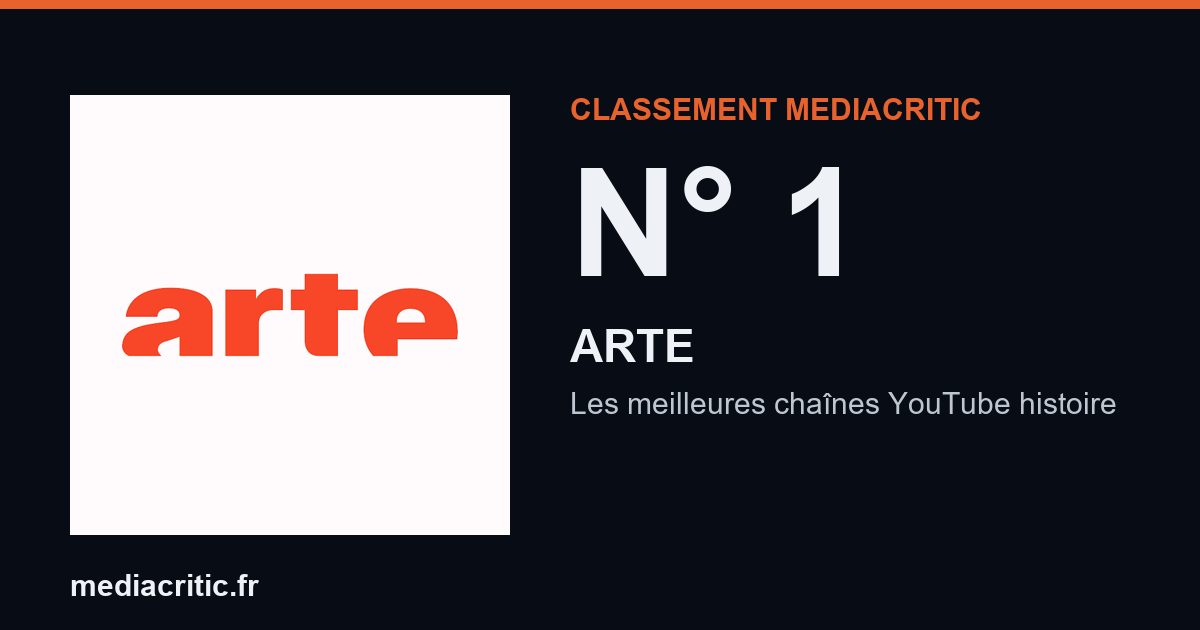 arte
CLASSEMENT MEDIACRITIC
N° 1
ARTE
Les meilleures chaînes YouTube histoire
mediacritic.fr